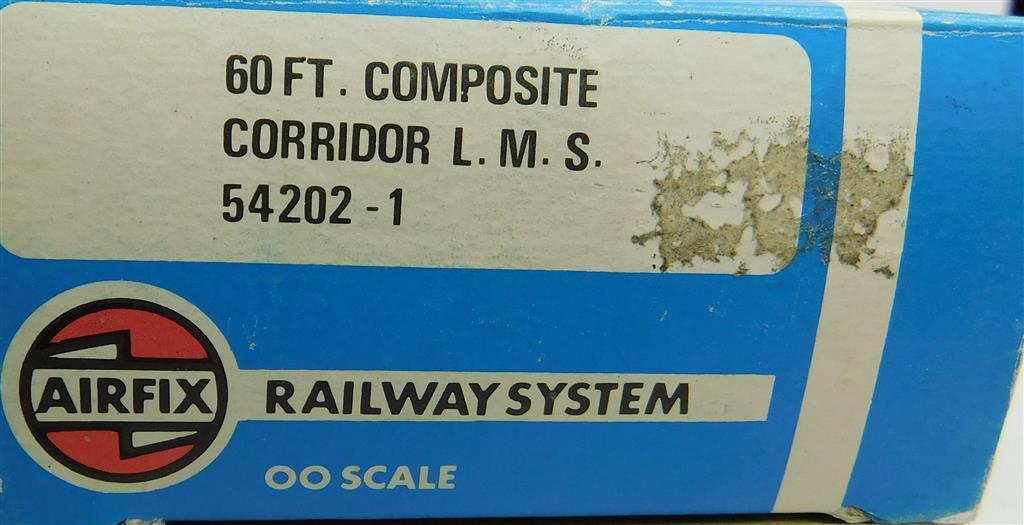 60 FT. COMPOSITE
CORRIDOR L. M. S.
54202 - 1
AIRFIX
RAILWAY SYSTEM
OO SCALE